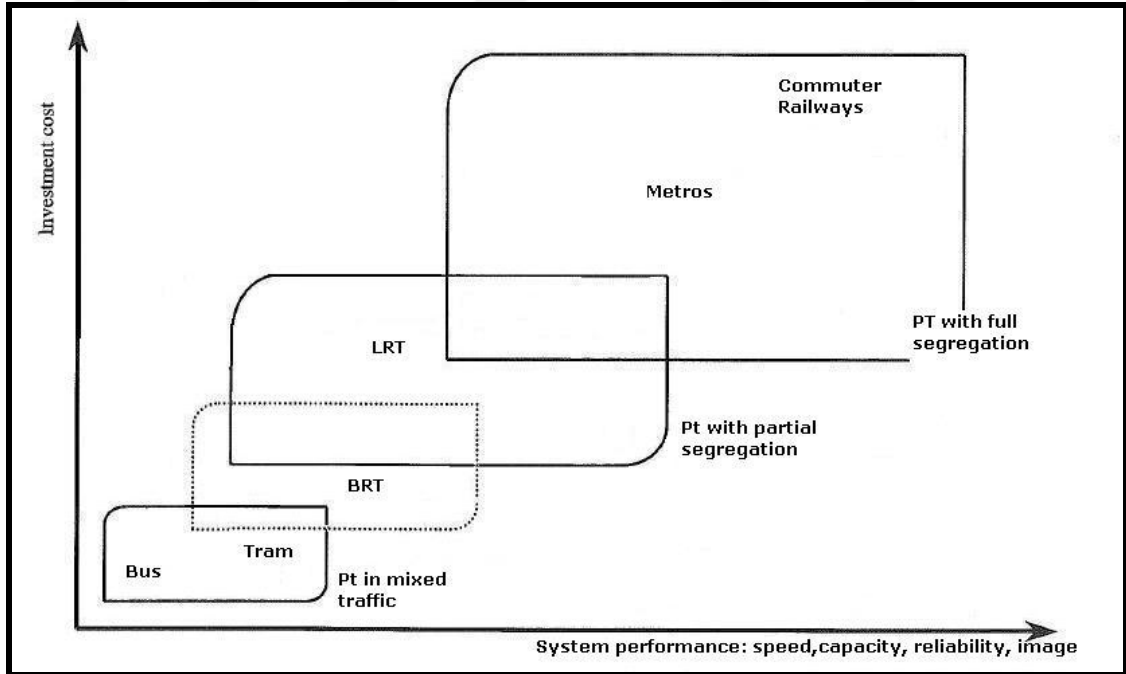 Investment cost
Commuter
Railways
Metros
PT with full
segregation
LRT
Pt with partial
segregation
BRT
Tram
Bus
Pt in mixed
traffic
System performance: speed,capacity, reliability, image